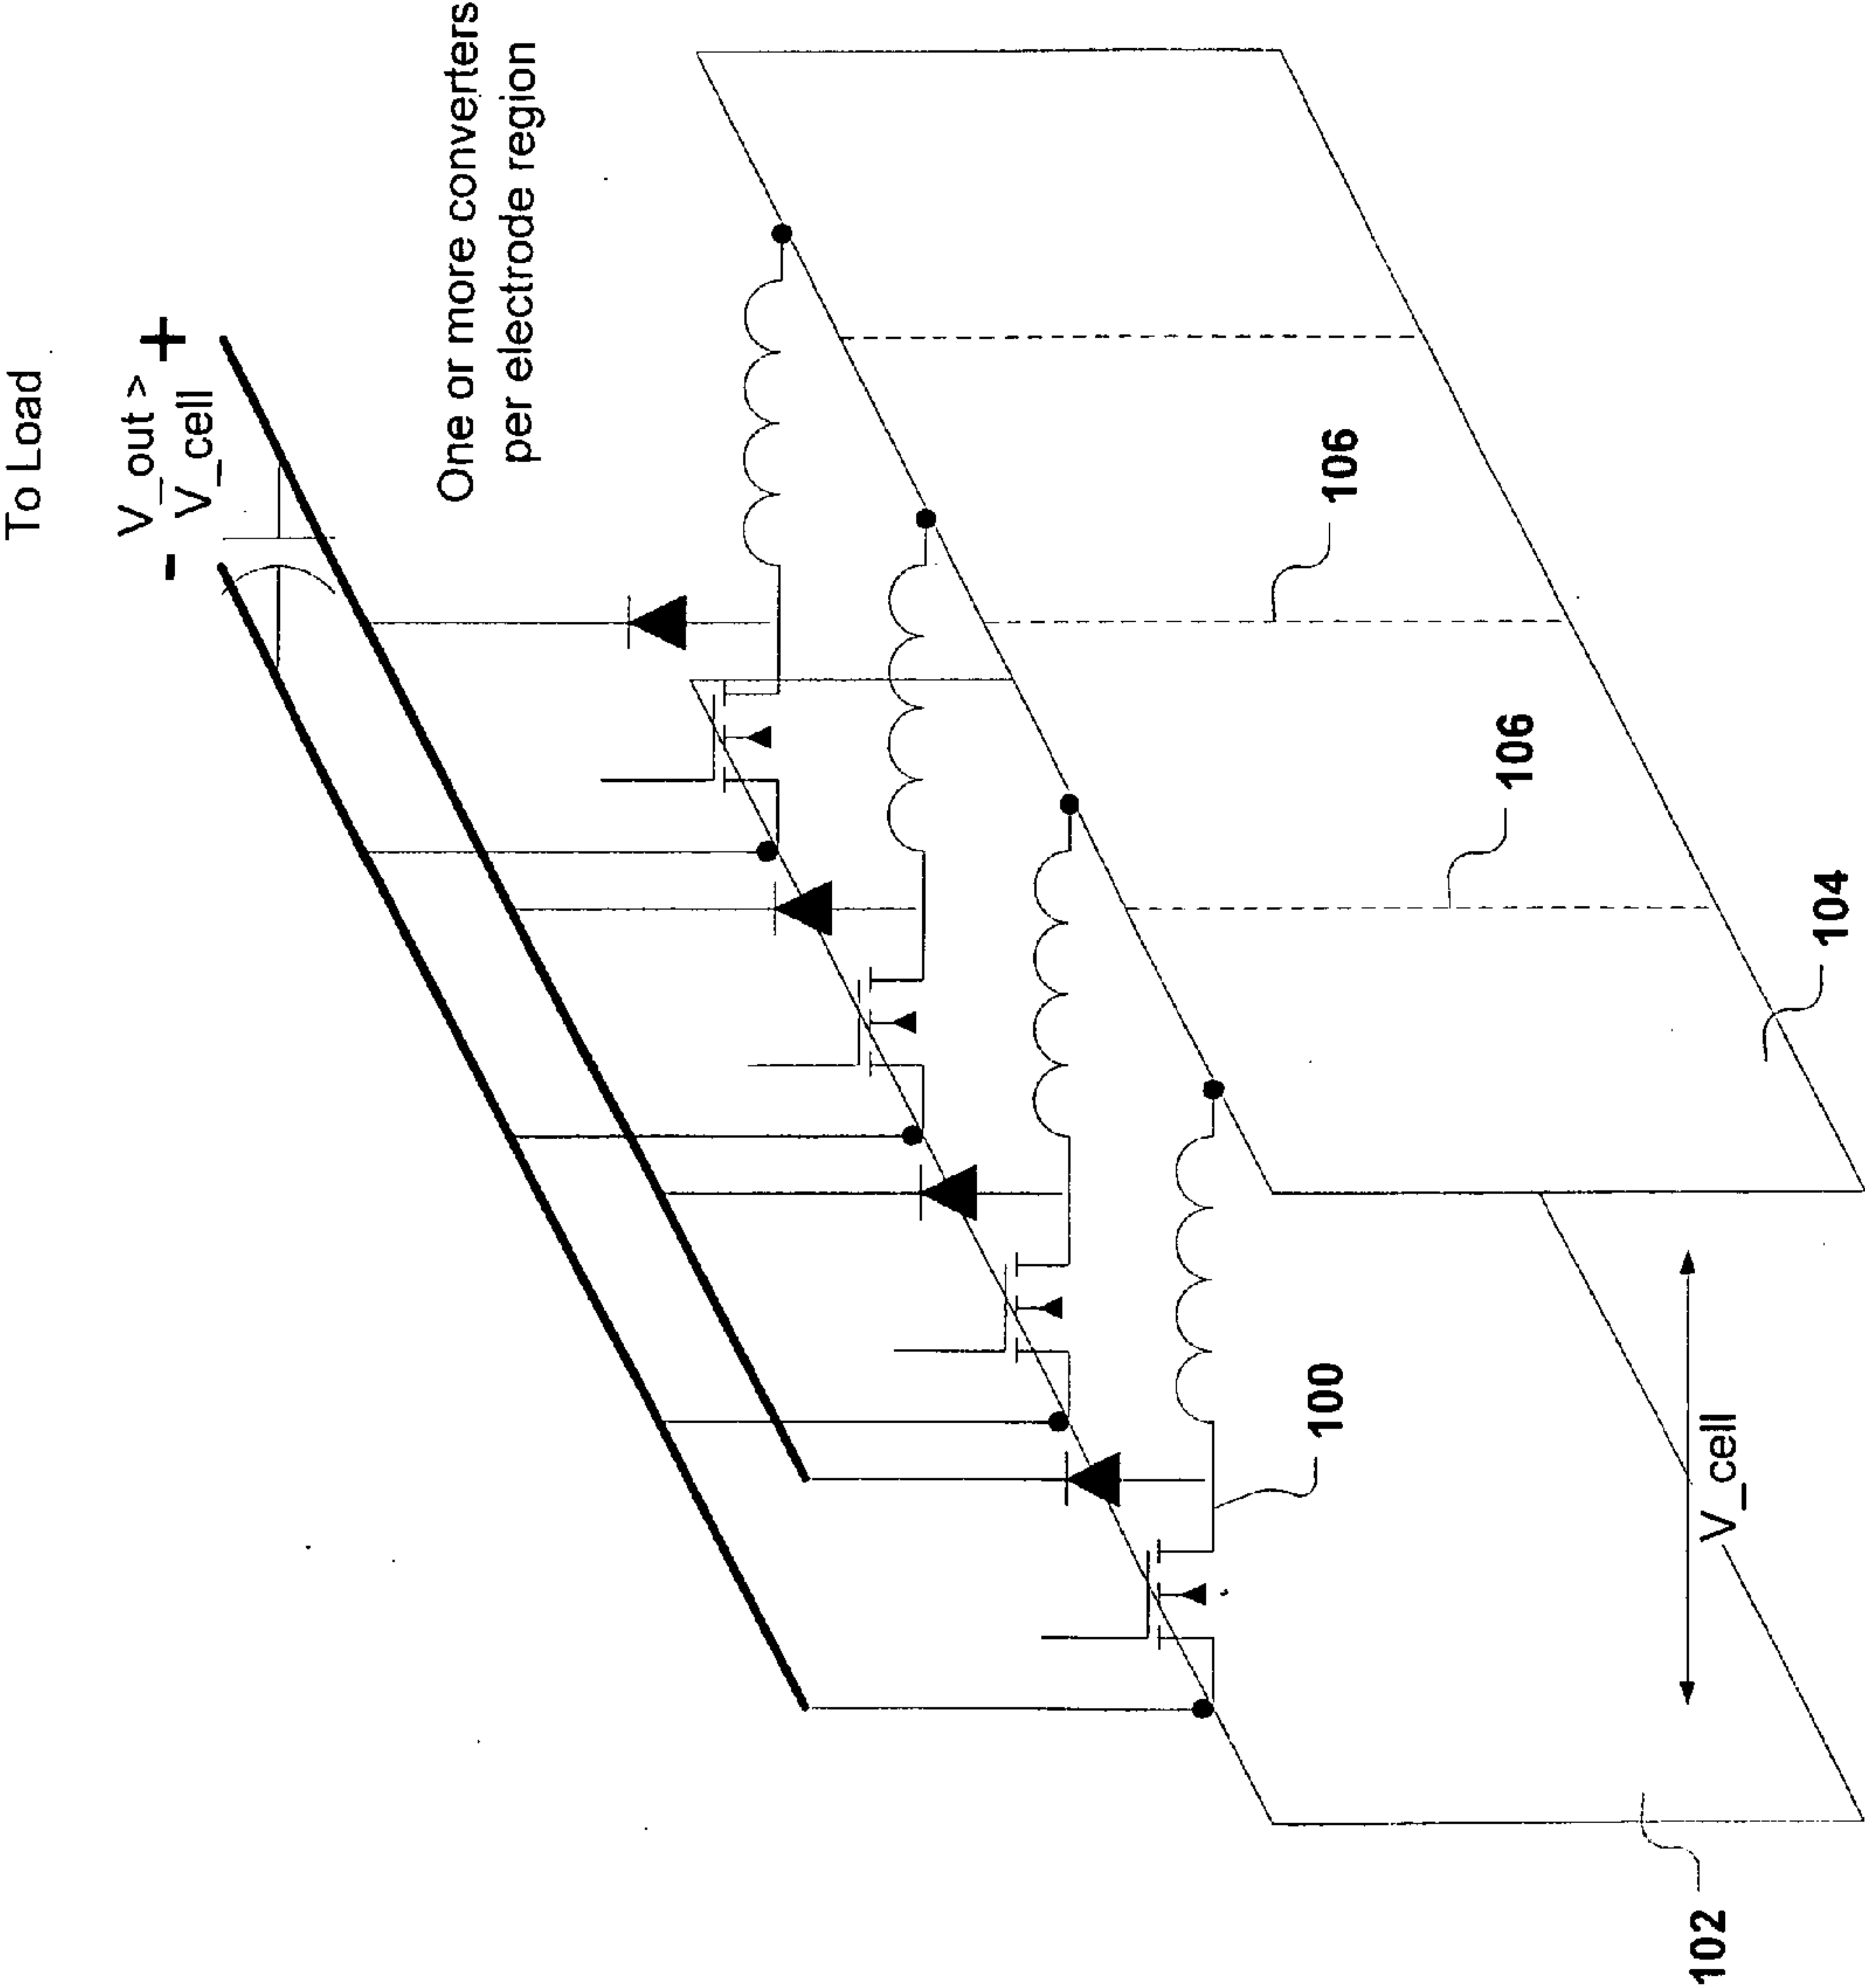 To Load
V_out >
V_cell
- +
One or more converters
per electrode region
106
106
104
100
V_cell
102